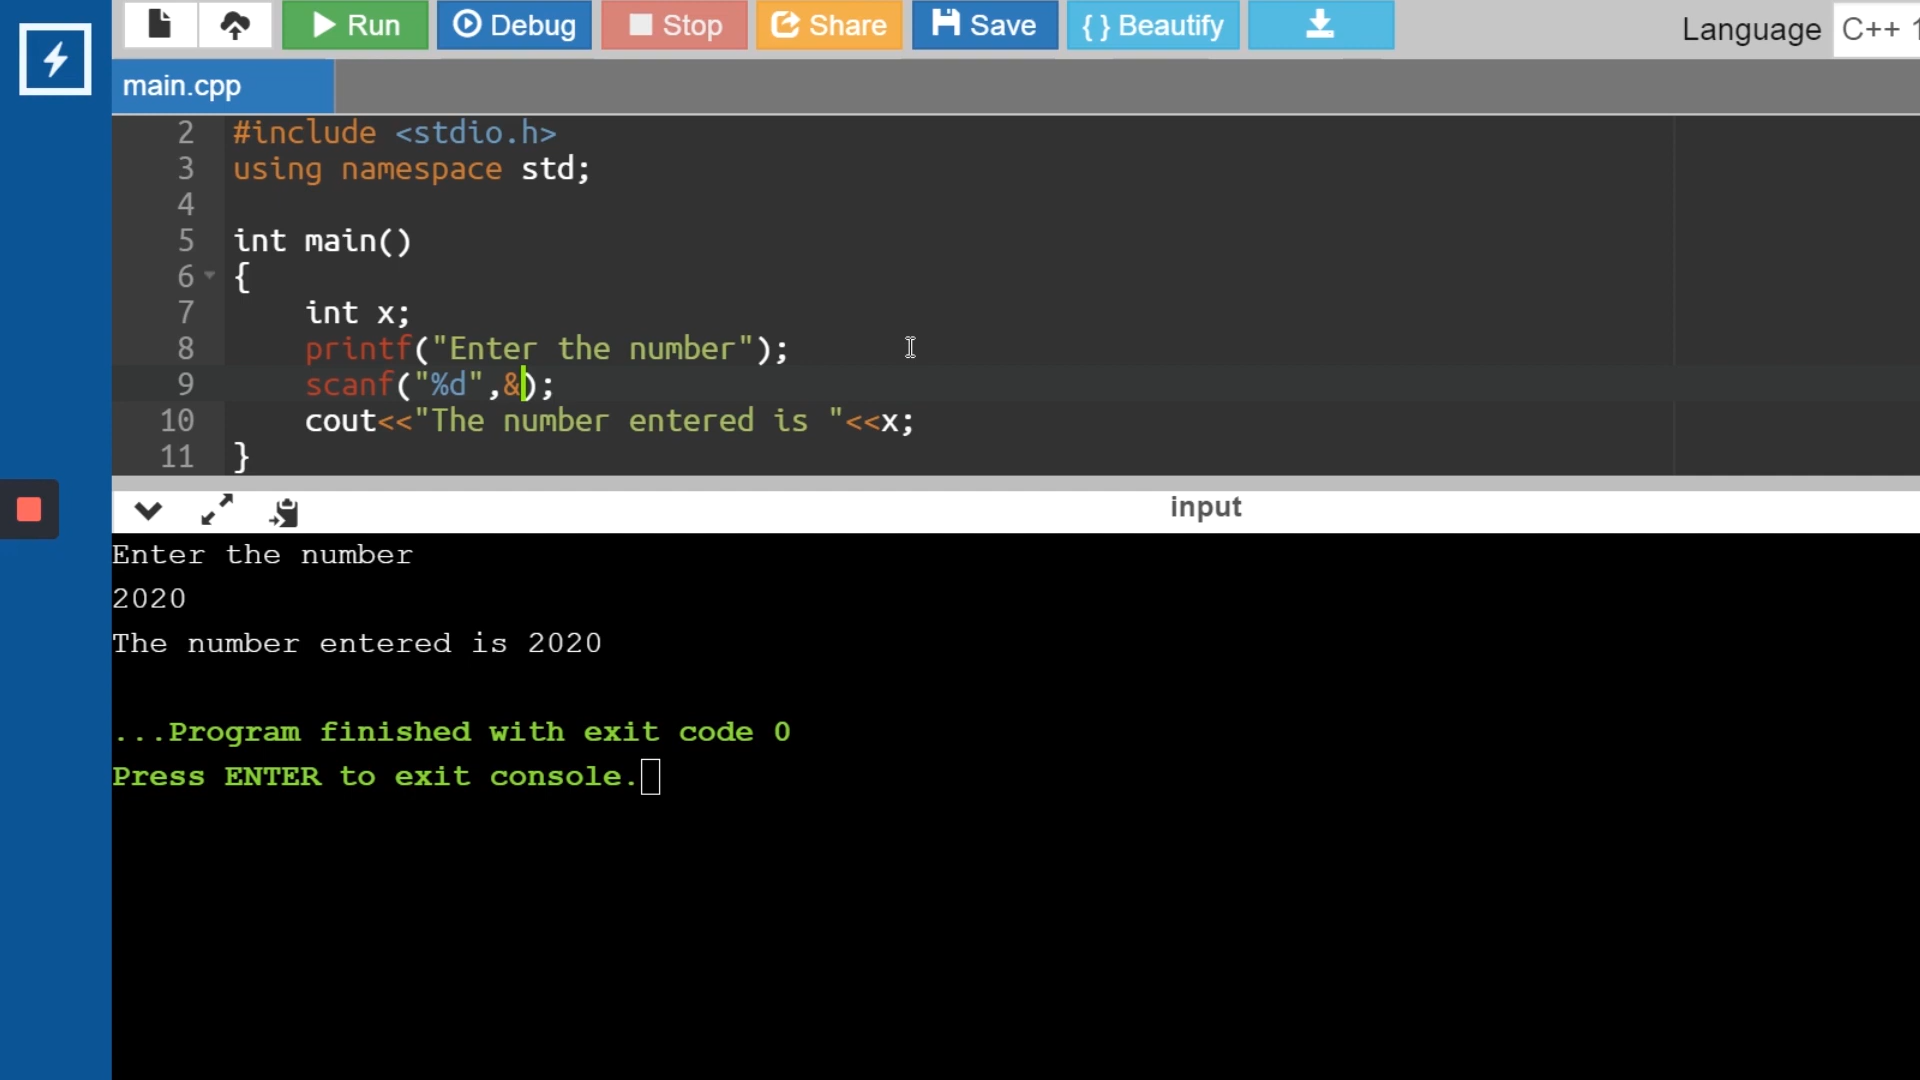 Run Debug Stop Share Save { } Beautify Language C++ 1
main.cpp
2 #include <stdio.h>
3 using namespace std;
4
5 int main()
6 {
7 int x;
8 printf("Enter the number");
9 scanf("%d",&);
10 cout<<"The number entered is "<<x;
11 }
input
Enter the number
2020
The number entered is 2020
...Program finished with exit code 0
Press ENTER to exit console.